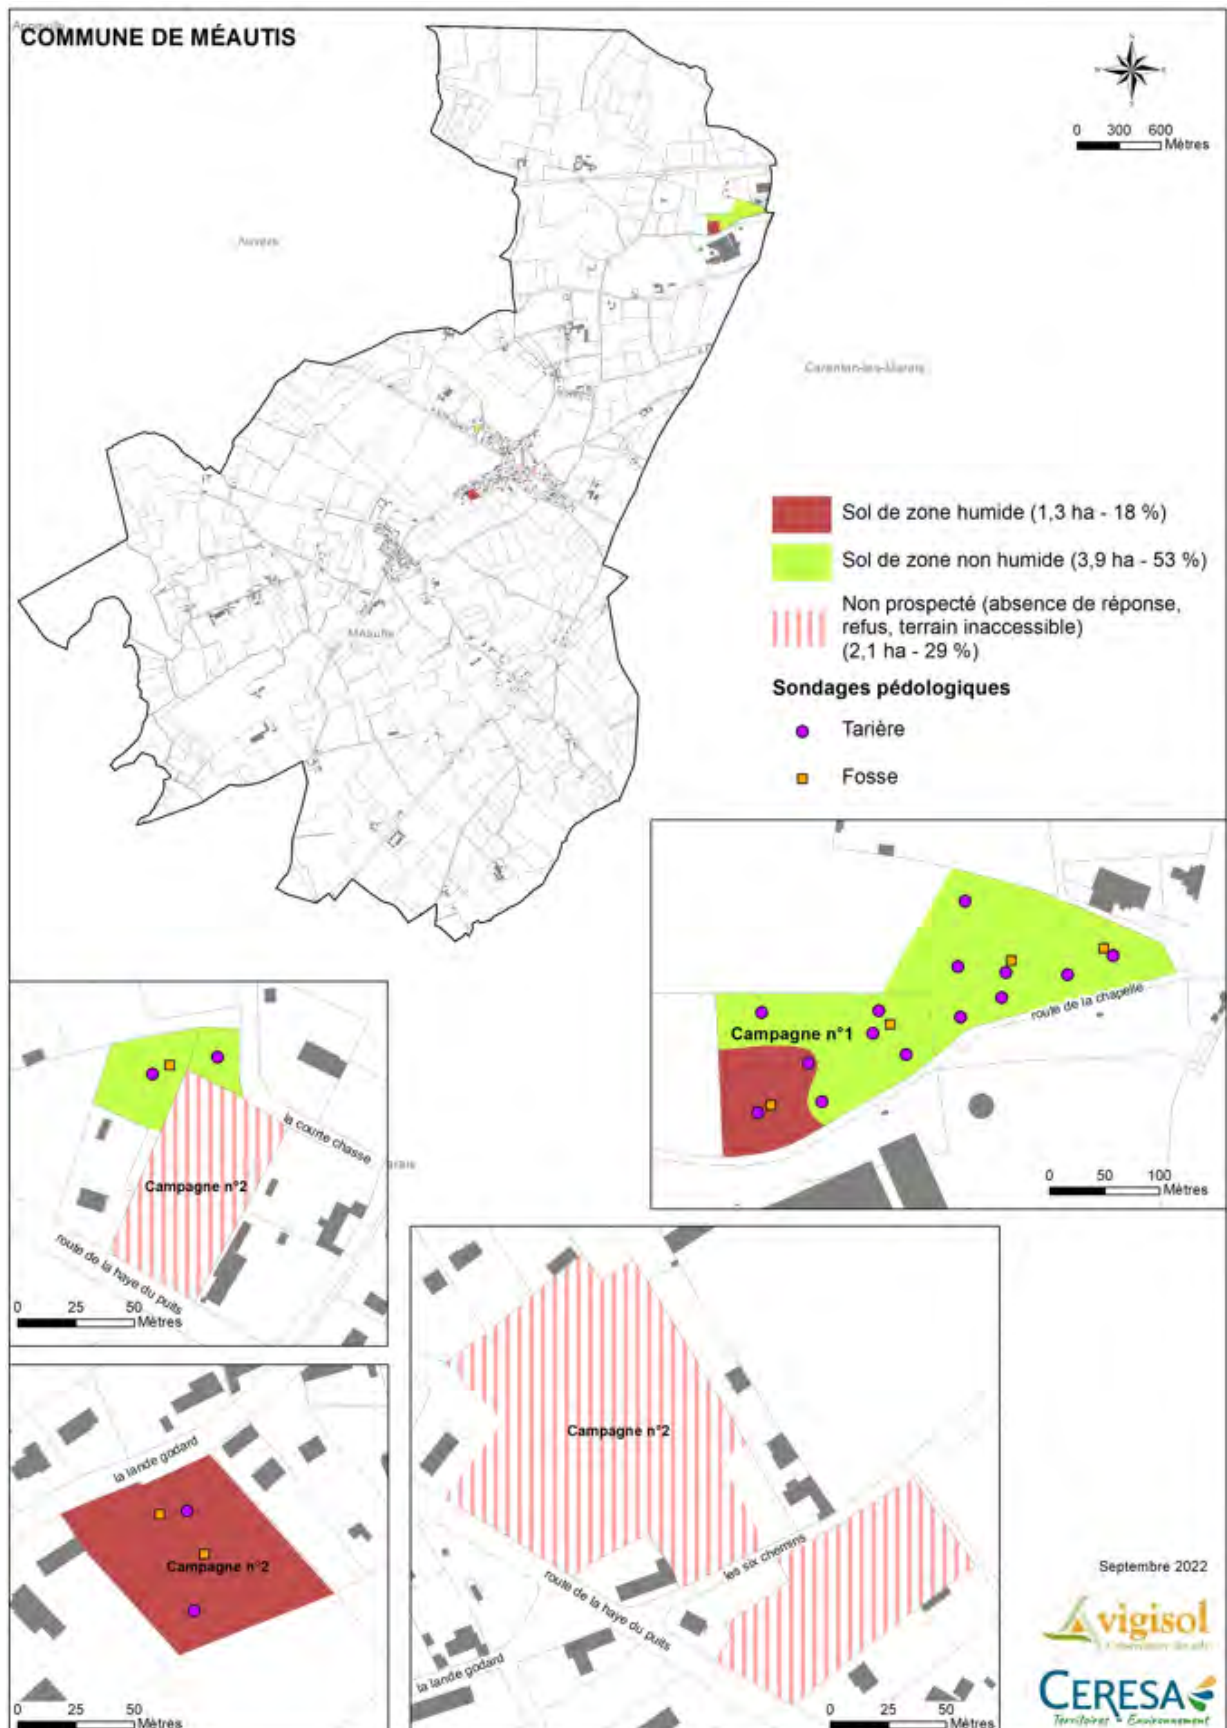 COMMUNE DE MÉAUTIS
0 300 600
Mètres
Auvers
Carentan-les-Marais
Méautis
Sol de zone humide (1,3 ha - 18 %)
Sol de zone non humide (3,9 ha - 53 %)
Non prospecté (absence de réponse,
refus, terrain inaccessible)
(2,1 ha - 29 %)
Sondages pédologiques
Tarière
Fosse
Campagne n°1
route de la chapelle
0 50 100
Mètres
la courte chasse
Campagne n°2
route de la haye du puits
0 25 50
Mètres
arais
la lande godard
Campagne n°2
0 25 50
Mètres
Campagne n°2
les six chemins
route de la haye du puits
la lande godard
0 25 50
Mètres
Septembre 2022
vigisol
CERESA
Territoires Environnement